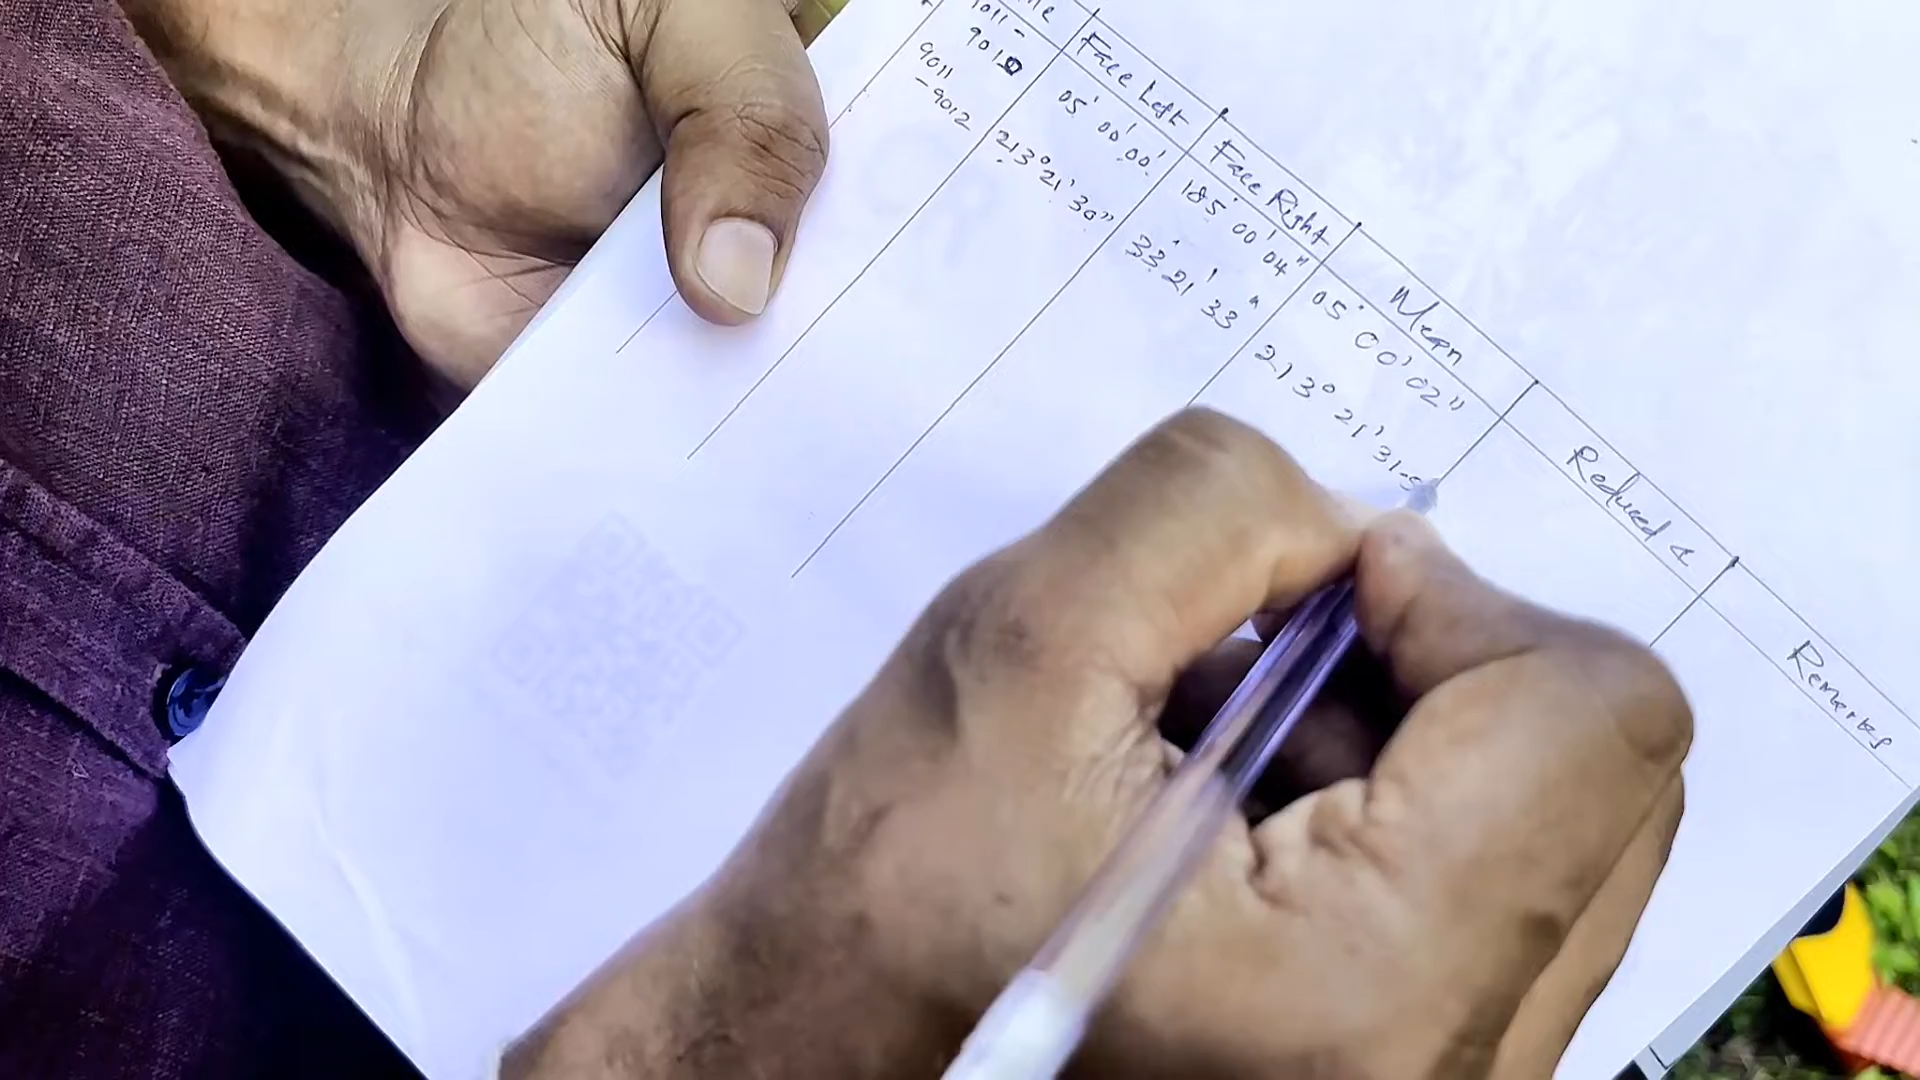 Face Left Face Right Mean Reduced < Remarks
9011 -
9010 05° 00' 00' 185° 00' 04" 05° 00' 02"
9011
- 9012 213° 21' 30" 33° 21' 33" 213° 21' 31.5